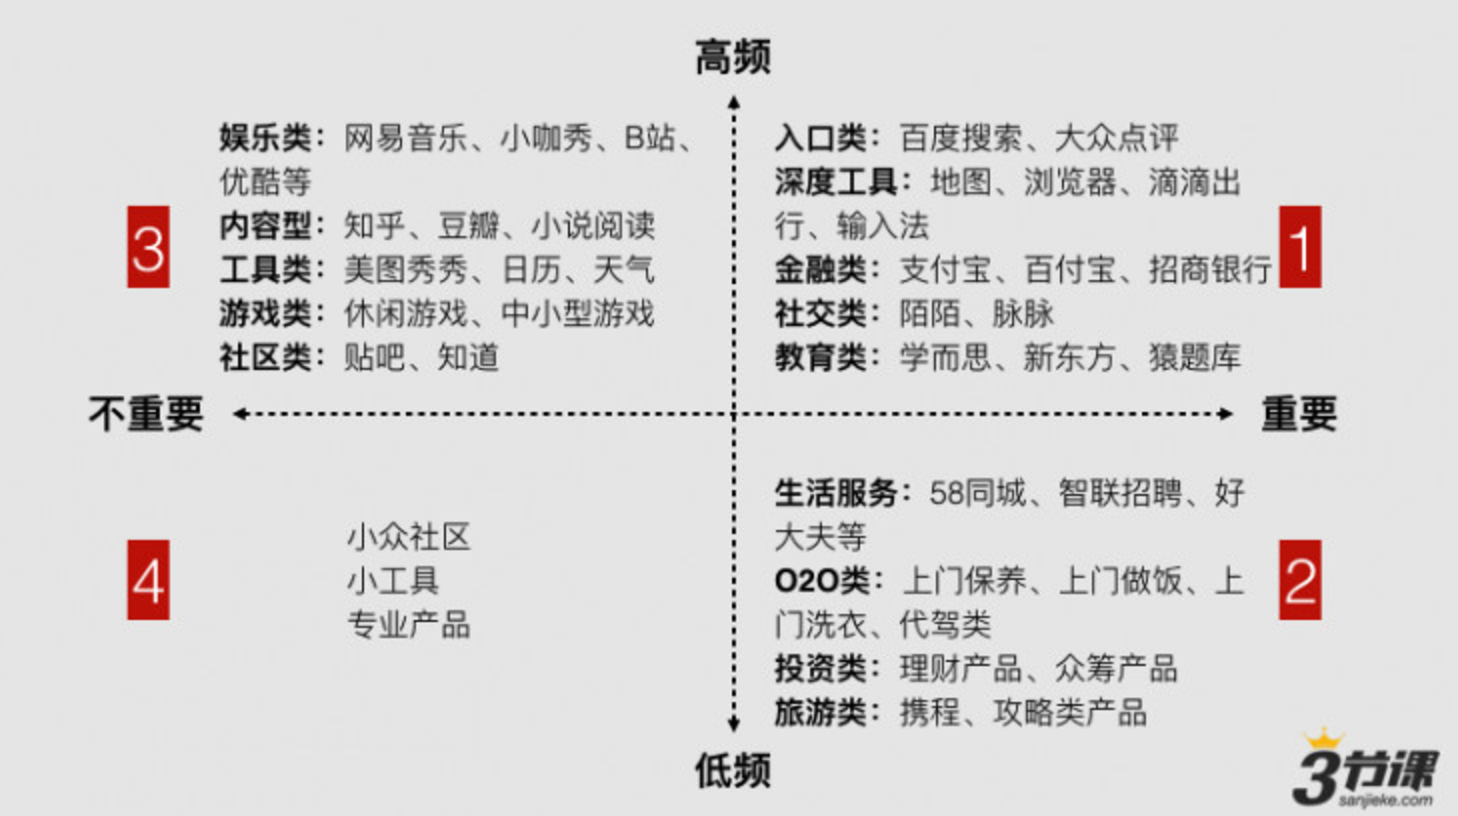 高频
娱乐类：网易音乐、小咖秀、B站、
优酷等
内容型：知乎、豆瓣、小说阅读
工具类：美图秀秀、日历、天气
游戏类：休闲游戏、中小型游戏
社区类：贴吧、知道
3
入口类：百度搜索、大众点评
深度工具：地图、浏览器、滴滴出
行、输入法
金融类：支付宝、百付宝、招商银行
社交类：陌陌、脉脉
教育类：学而思、新东方、猿题库
1
不重要
重要
4
小众社区
小工具
专业产品
生活服务：58同城、智联招聘、好
大夫等
O2O类：上门保养、上门做饭、上
门洗衣、代驾类
投资类：理财产品、众筹产品
旅游类：携程、攻略类产品
2
低频
3节课
sanjieke.com